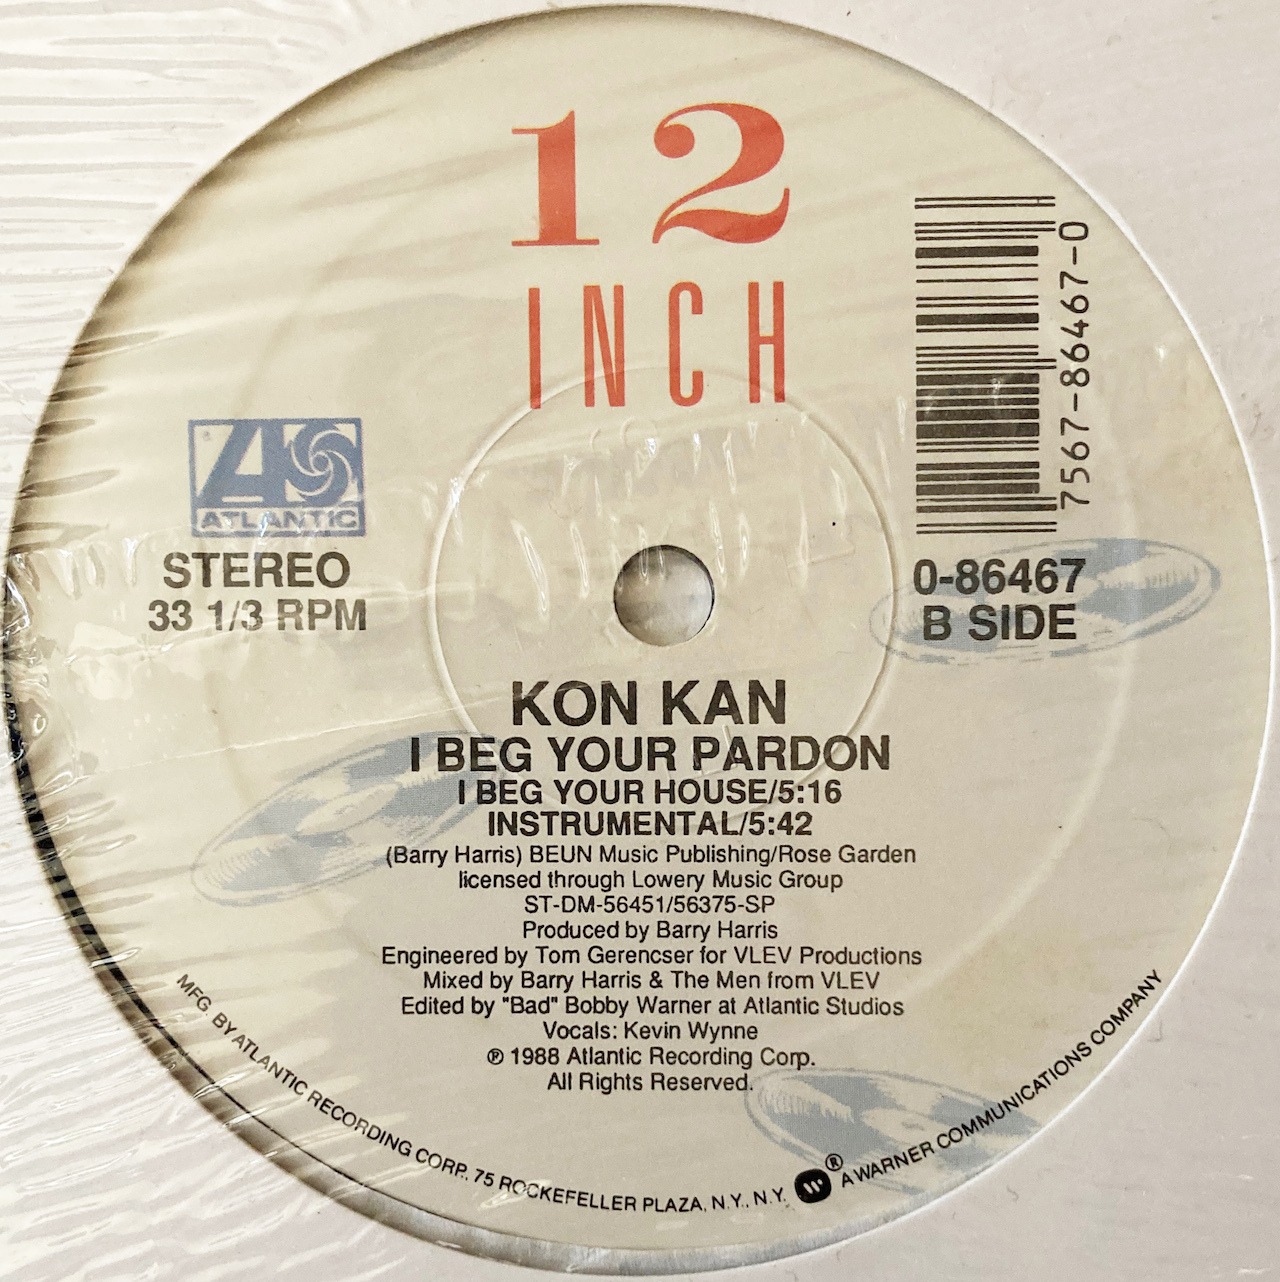 12
INCH
7567-86467-0
ATLANTIC
STEREO
33 1/3 RPM
0-86467
B SIDE
KON KAN
I BEG YOUR PARDON
I BEG YOUR HOUSE/5:16
INSTRUMENTAL/5:42
(Barry Harris) BEUN Music Publishing/Rose Garden
licensed through Lowery Music Group
ST-DM-56451/56375-SP
Produced by Barry Harris
Engineered by Tom Gerencser for VLEV Productions
Mixed by Barry Harris & The Men from VLEV
Edited by "Bad" Bobby Warner at Atlantic Studios
Vocals: Kevin Wynne
℗ 1988 Atlantic Recording Corp.
All Rights Reserved.
MFG. BY ATLANTIC RECORDING CORP., 75 ROCKEFELLER PLAZA, N.Y., N.Y. ® A WARNER COMMUNICATIONS COMPANY